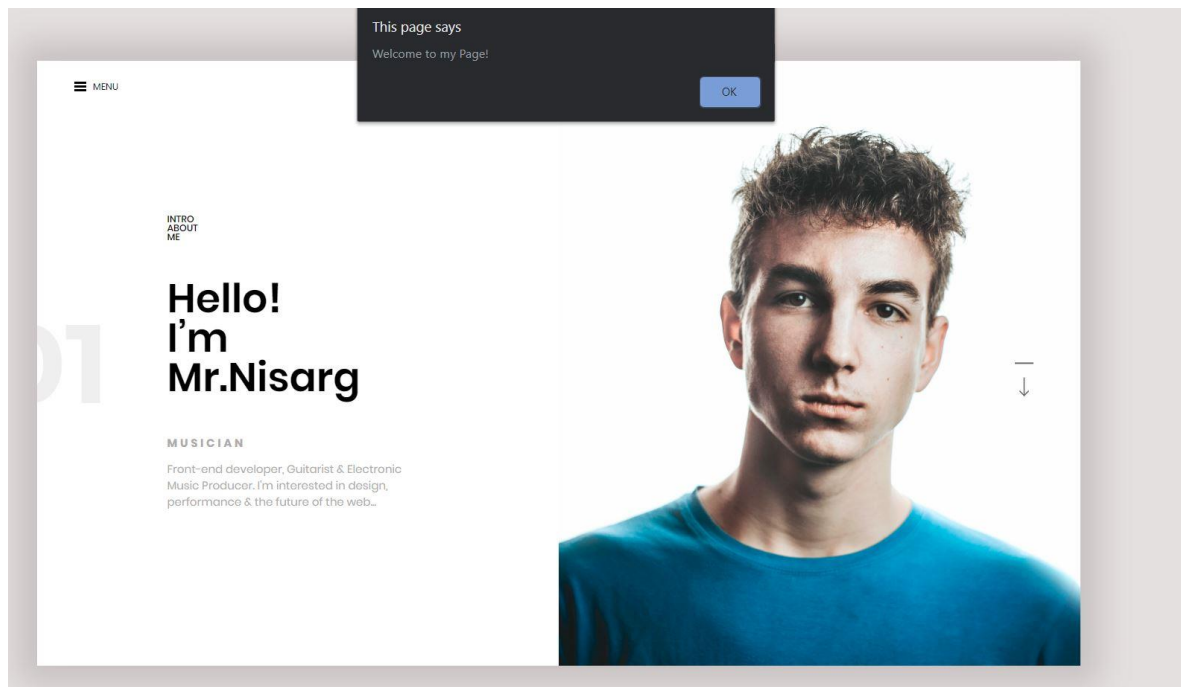 This page says
Welcome to my Page!
OK
MENU
INTRO
ABOUT
ME
Hello!
I'm
Mr.Nisarg
01
MUSICIAN
Front-end developer, Guitarist & Electronic
Music Producer. I'm interested in design,
performance & the future of the web...